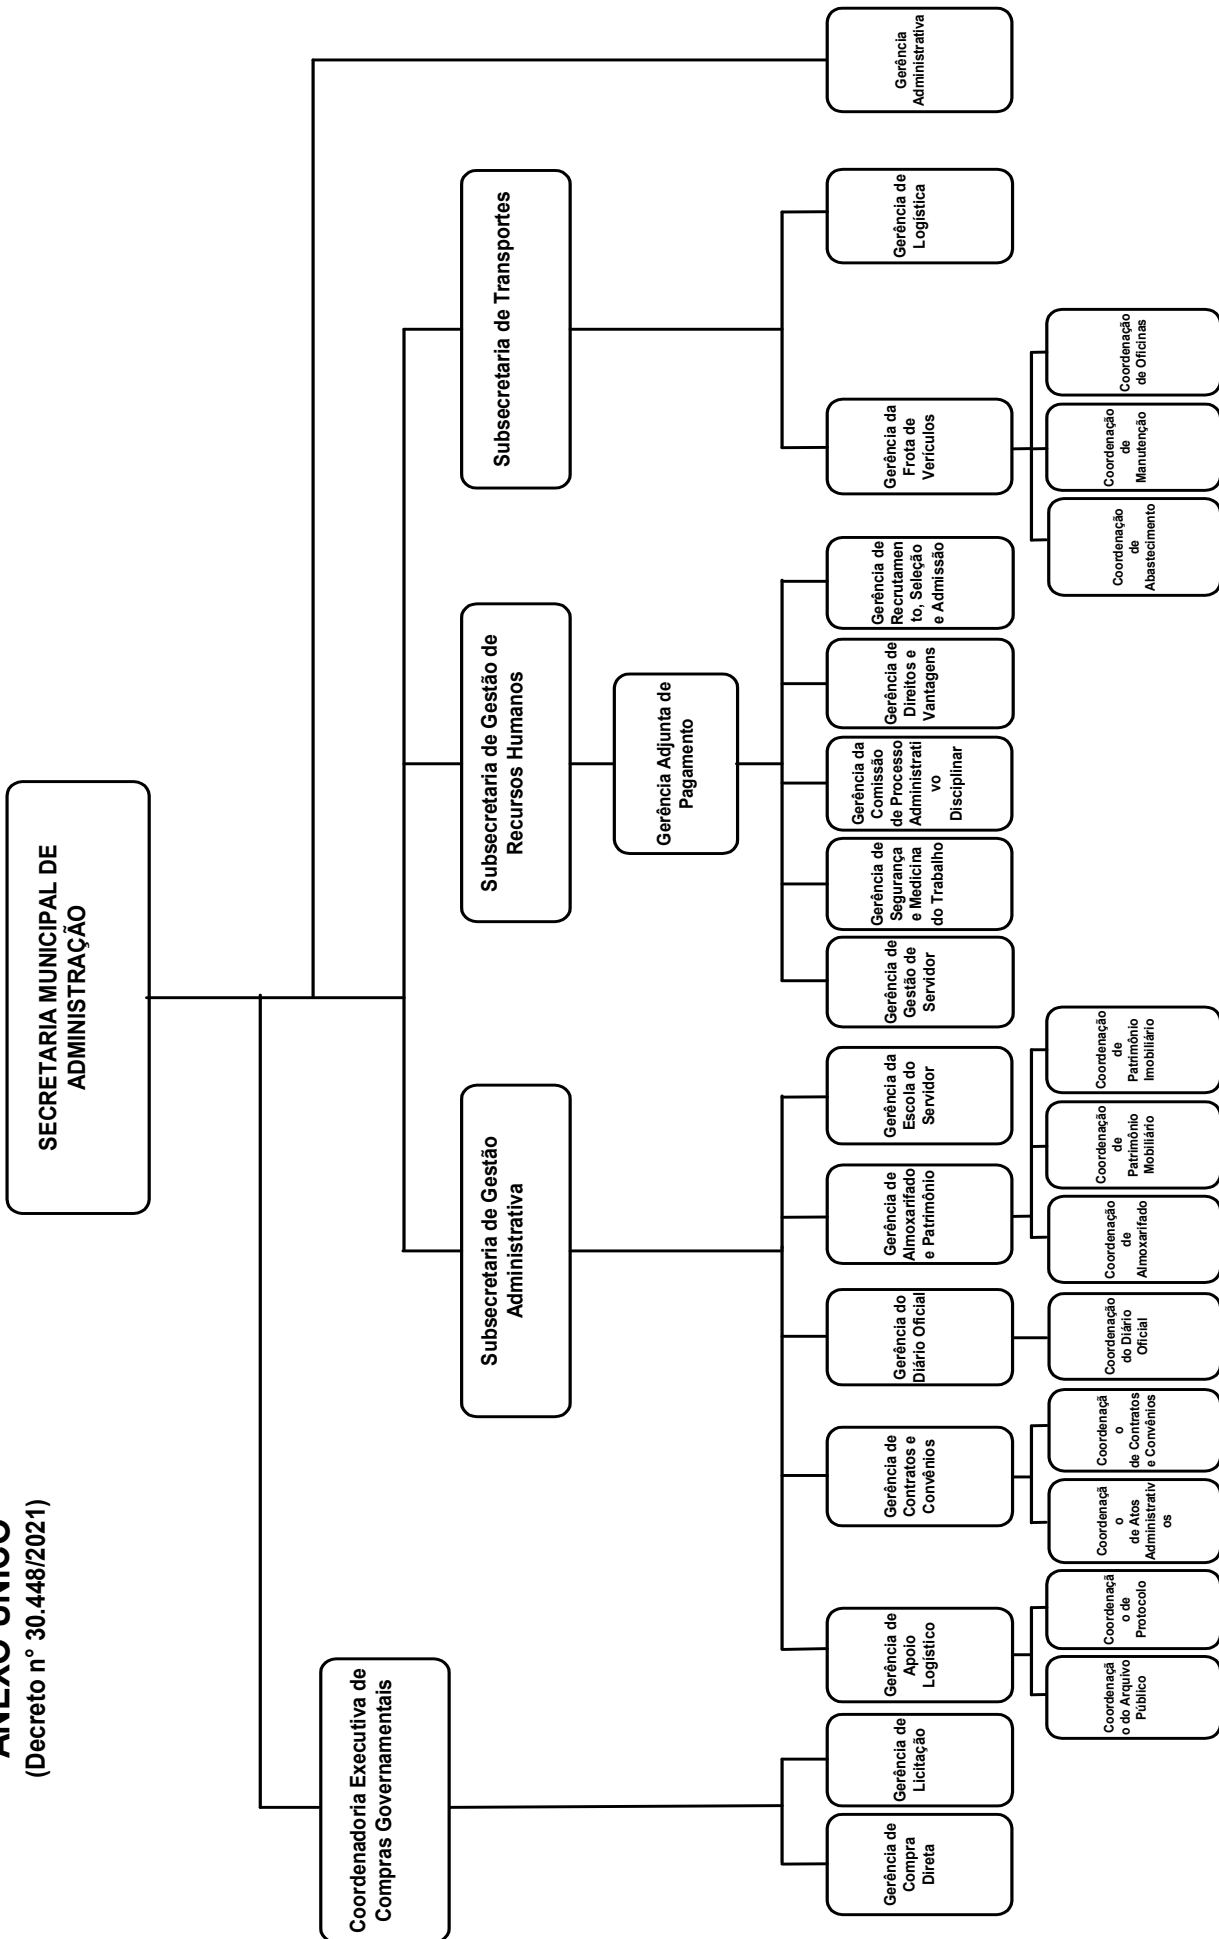 ANEXO ÚNICO
(Decreto n° 30.448/2021)
SECRETARIA MUNICIPAL DE
ADMINISTRAÇÃO
Coordenadoria Executiva de
Compras Governamentais
Subsecretaria de Gestão
Administrativa
Subsecretaria de Gestão de
Recursos Humanos
Subsecretaria de Transportes
Gerência Adjunta de
Pagamento
Gerência de
Compra
Direta
Gerência de
Licitação
Gerência de
Apoio
Logístico
Gerência de
Contratos e
Convênios
Gerência do
Diário Oficial
Gerência de
Almoxarifado
e Patrimônio
Gerência da
Escola do
Servidor
Gerência de
Gestão de
Servidor
Gerência de
Segurança
e Medicina
do Trabalho
Gerência da
Comissão
de Processo
Administrati
vo
Disciplinar
Gerência de
Direitos e
Vantagens
Gerência de
Recrutamen
to, Seleção
e Admissão
Gerência da
Frota de
Verículos
Gerência de
Logística
Gerência
Administrativa
Coordenaçã
o do Arquivo
Público
Coordenaçã
o de
Protocolo
Coordenaçã
o
de Atos
Administrativ
os
Coordenaçã
o
de Contratos
e Convênios
Coordenação
do Diário
Oficial
Coordenação
de
Almoxarifado
Coordenação
de
Patrimônio
Mobiliário
Coordenação
de
Patrimônio
Imobiliário
Coordenação
de
Abastecimento
Coordenação
de
Manutenção
Coordenação
de Oficinas